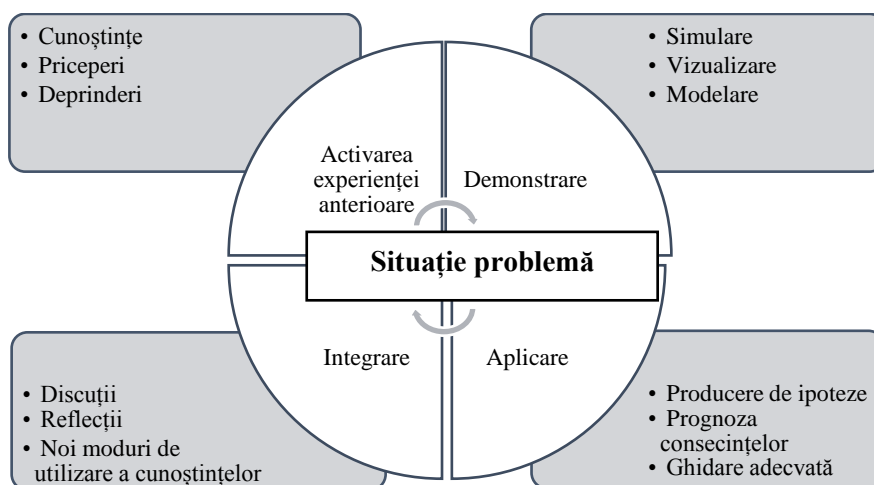 • Cunoștințe
• Priceperi
• Deprinderi
• Simulare
• Vizualizare
• Modelare
Activarea
experienței
anterioare
Demonstrare
Situație problemă
Integrare
Aplicare
• Discuții
• Reflecții
• Noi moduri de
utilizare a cunoștințelor
• Producere de ipoteze
• Prognoza
consecințelor
• Ghidare adecvată